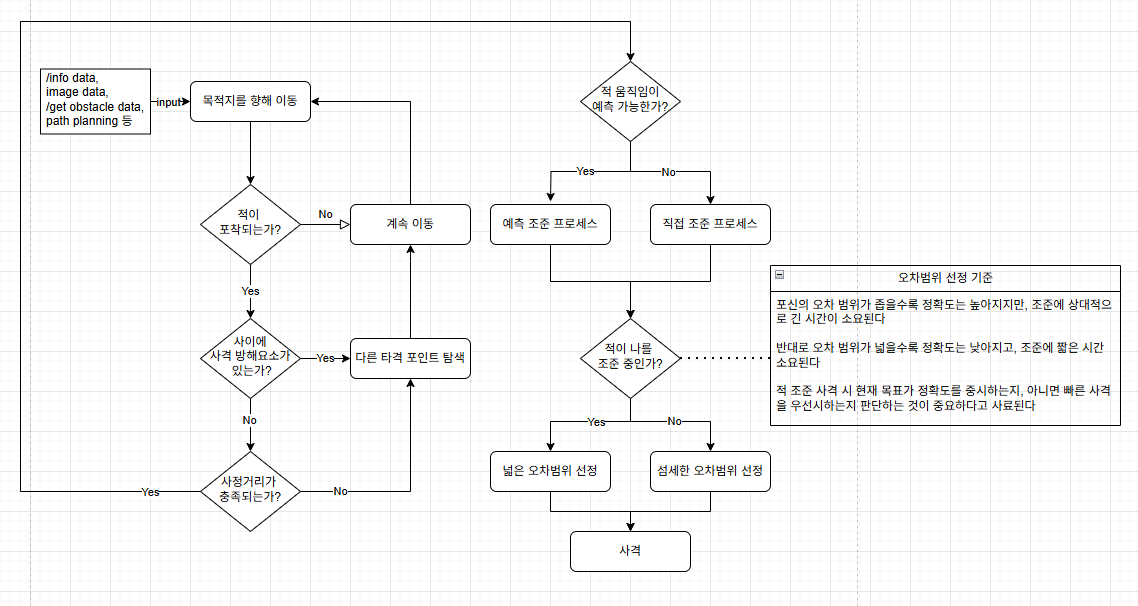 /info data,
image data,
/get obstacle data,
path planning 등
input
목적지를 향해 이동
적이
포착되는가?
No
계속 이동
Yes
사이에
사격 방해요소가
있는가?
Yes
다른 타격 포인트 탐색
No
사정거리가
충족되는가?
Yes
No
적 움직임이
예측 가능한가?
Yes
No
예측 조준 프로세스
직접 조준 프로세스
적이 나를
조준 중인가?
Yes
No
넓은 오차범위 선정
섬세한 오차범위 선정
사격
오차범위 선정 기준
포신의 오차 범위가 좁을수록 정확도는 높아지지만, 조준에 상대적으
로 긴 시간이 소요된다
반대로 오차 범위가 넓을수록 정확도는 낮아지고, 조준에 짧은 시간
소요된다
적 조준 사격 시 현재 목표가 정확도를 중시하는지, 아니면 빠른 사격
을 우선시하는지 판단하는 것이 중요하다고 사료된다